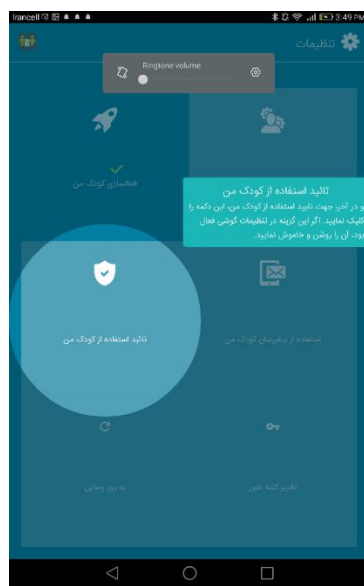 Irancell
3:49 PM
تنظیمات
Ringtone volume
فعالسازی کودک من
تائید استفاده از کودک من
و در آخر، جهت تایید استفاده از کودک من، این دکمه را
کلیک نمایید. اگر این گزینه در تنظیمات گوشی فعال
بود، آن را روشن و خاموش نمایید.
استفاده از پیام‌رسان کودک من
تائید استفاده از کودک من
تغییر کلمه عبور
به روز رسانی